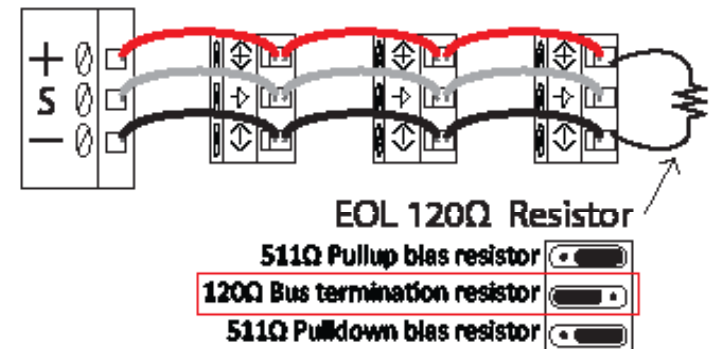 +
S
−
EOL 120Ω Resistor
511Ω Pullup bias resistor
120Ω Bus termination resistor
511Ω Pulldown bias resistor